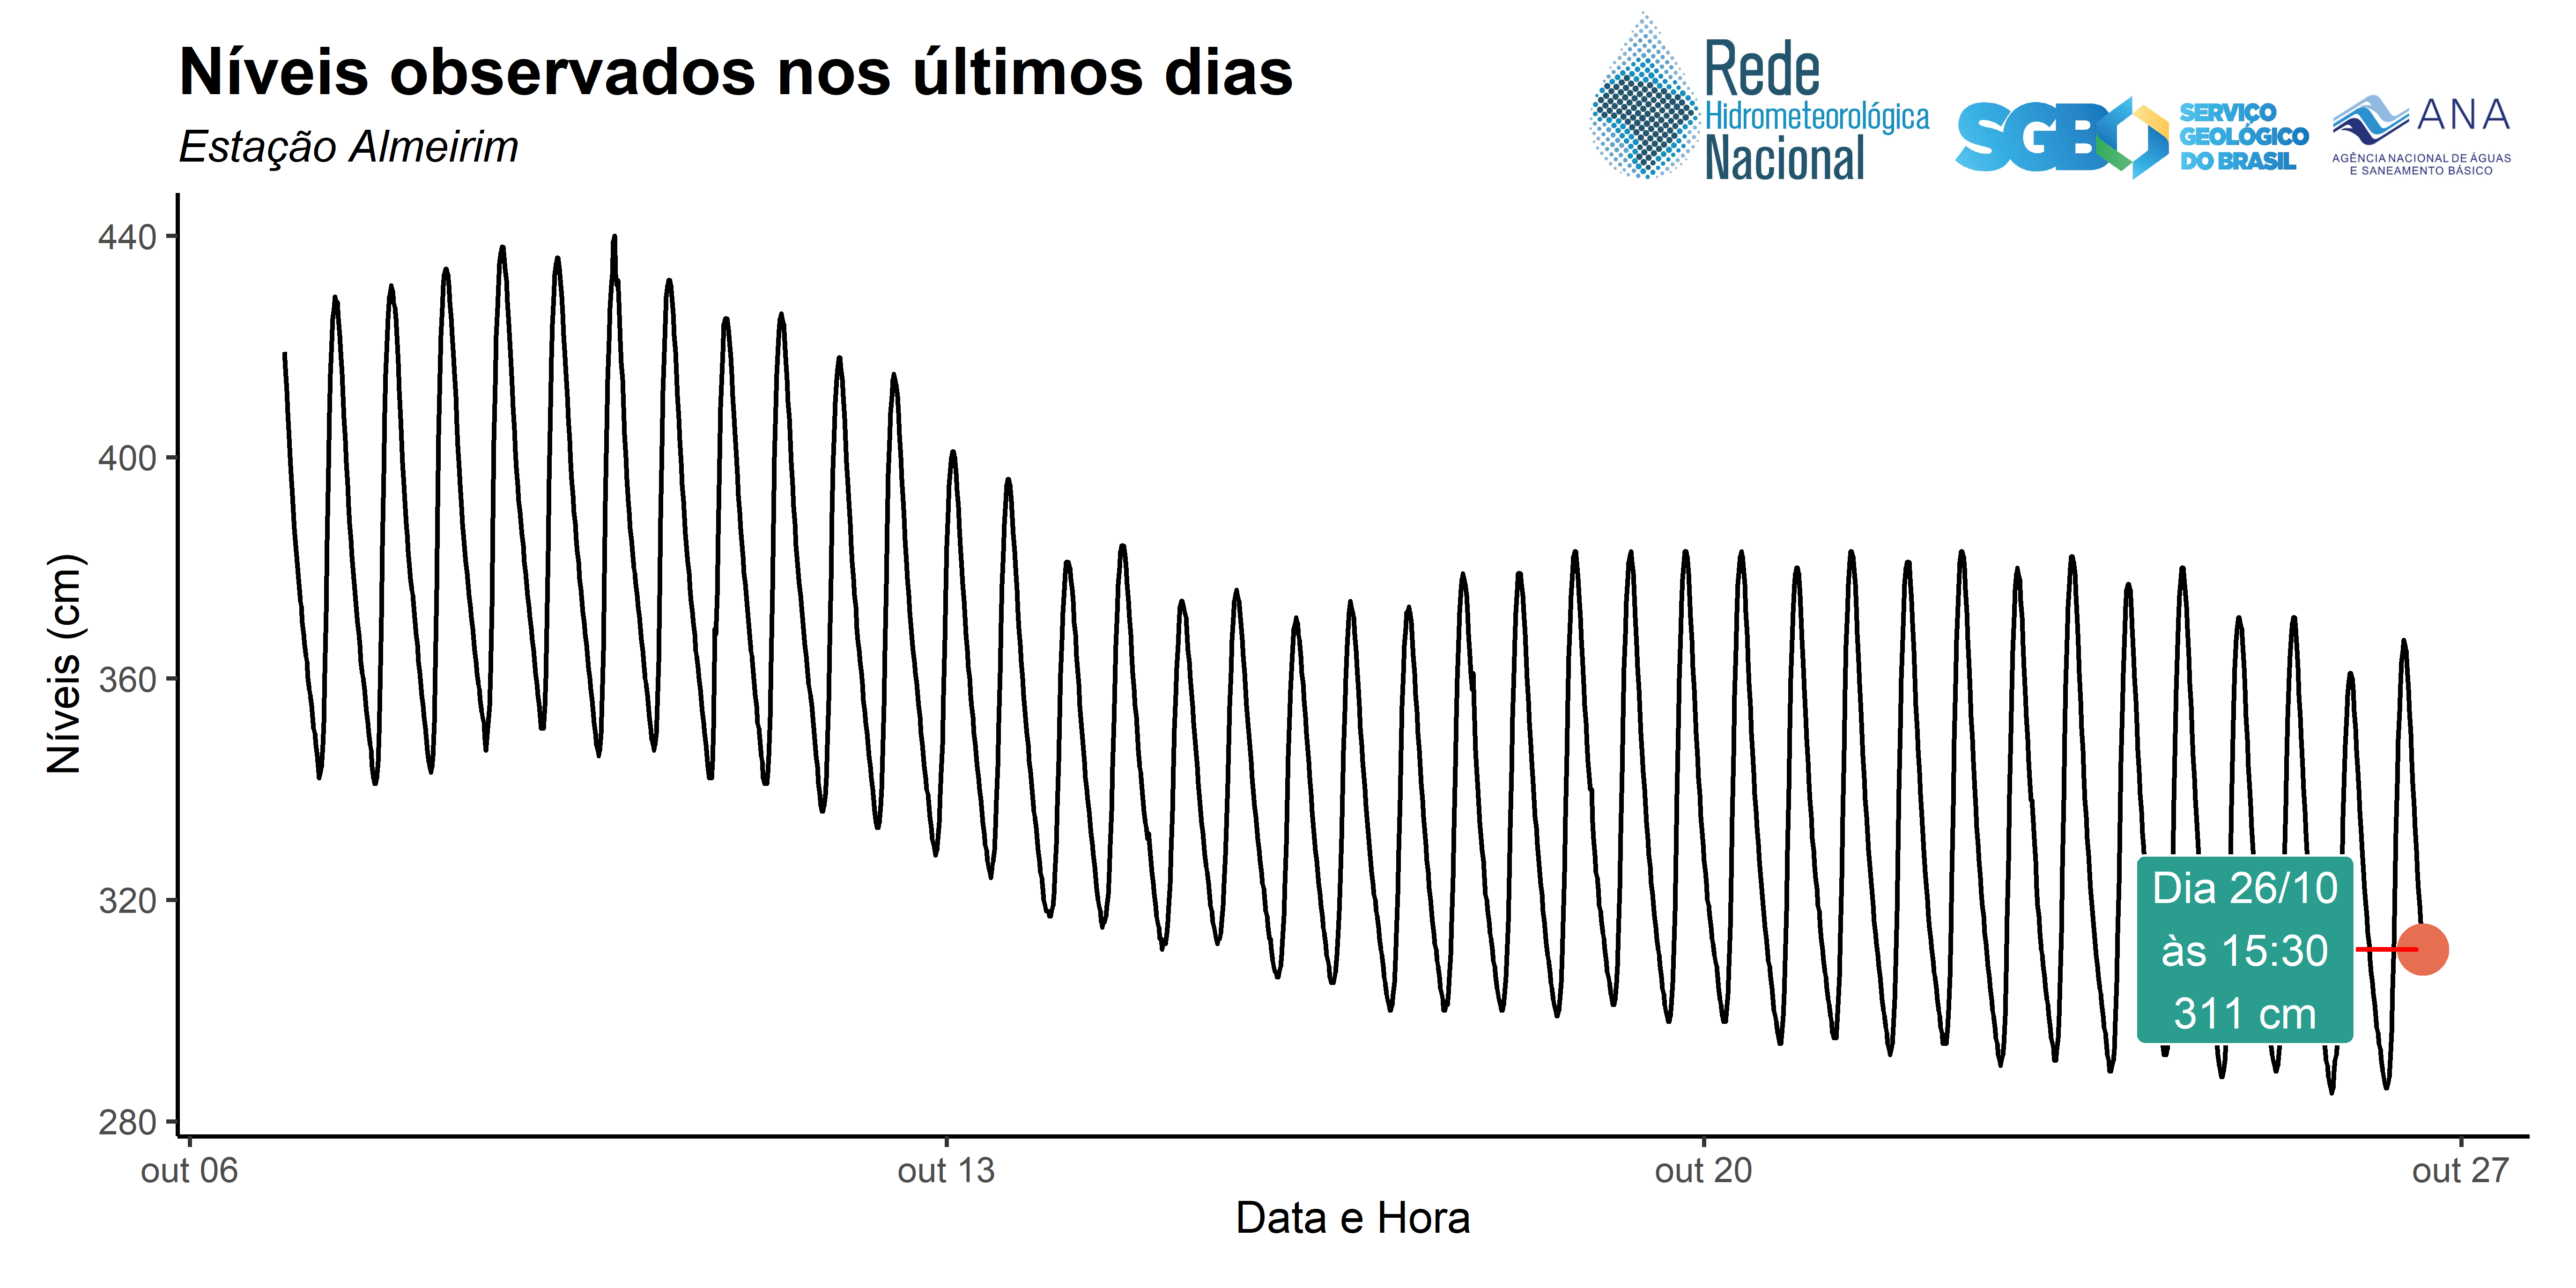 Níveis observados nos últimos dias
Estação Almeirim
Rede
Hidrometeorológica
Nacional
SGB
SERVIÇO
GEOLÓGICO
DO BRASIL
ANA
AGÊNCIA NACIONAL DE ÁGUAS
E SANEAMENTO BÁSICO
Níveis (cm)
440
400
360
320
280
Dia 26/10
às 15:30
311 cm
out 06
out 13
out 20
out 27
Data e Hora